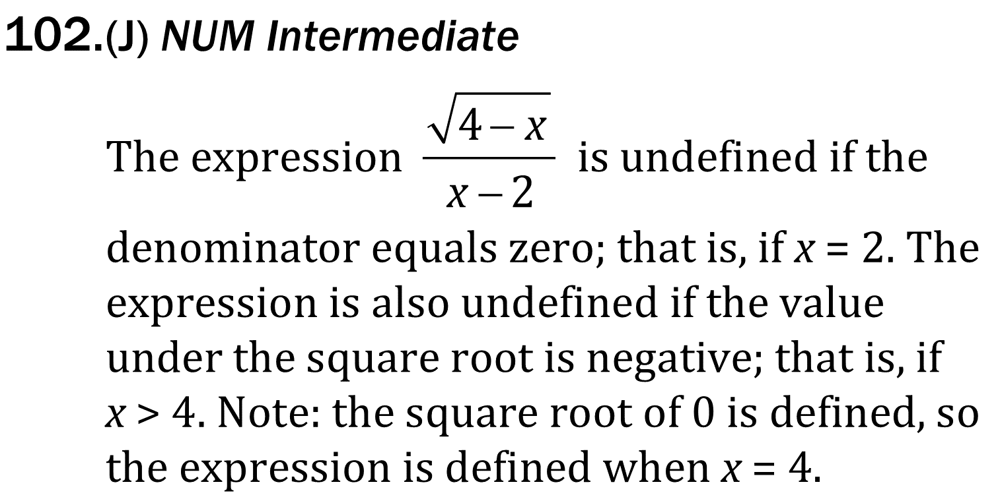 102.(J) NUM Intermediate
The expression √(4 – x) / (x – 2) is undefined if the
denominator equals zero; that is, if x = 2. The
expression is also undefined if the value
under the square root is negative; that is, if
x > 4. Note: the square root of 0 is defined, so
the expression is defined when x = 4.